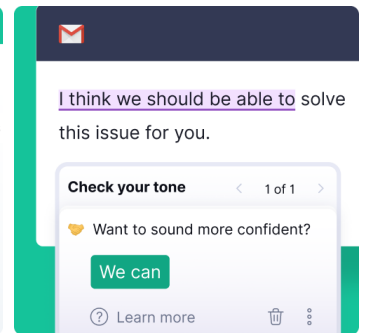 I think we should be able to solve
this issue for you.
Check your tone
1 of 1
Want to sound more confident?
We can
Learn more